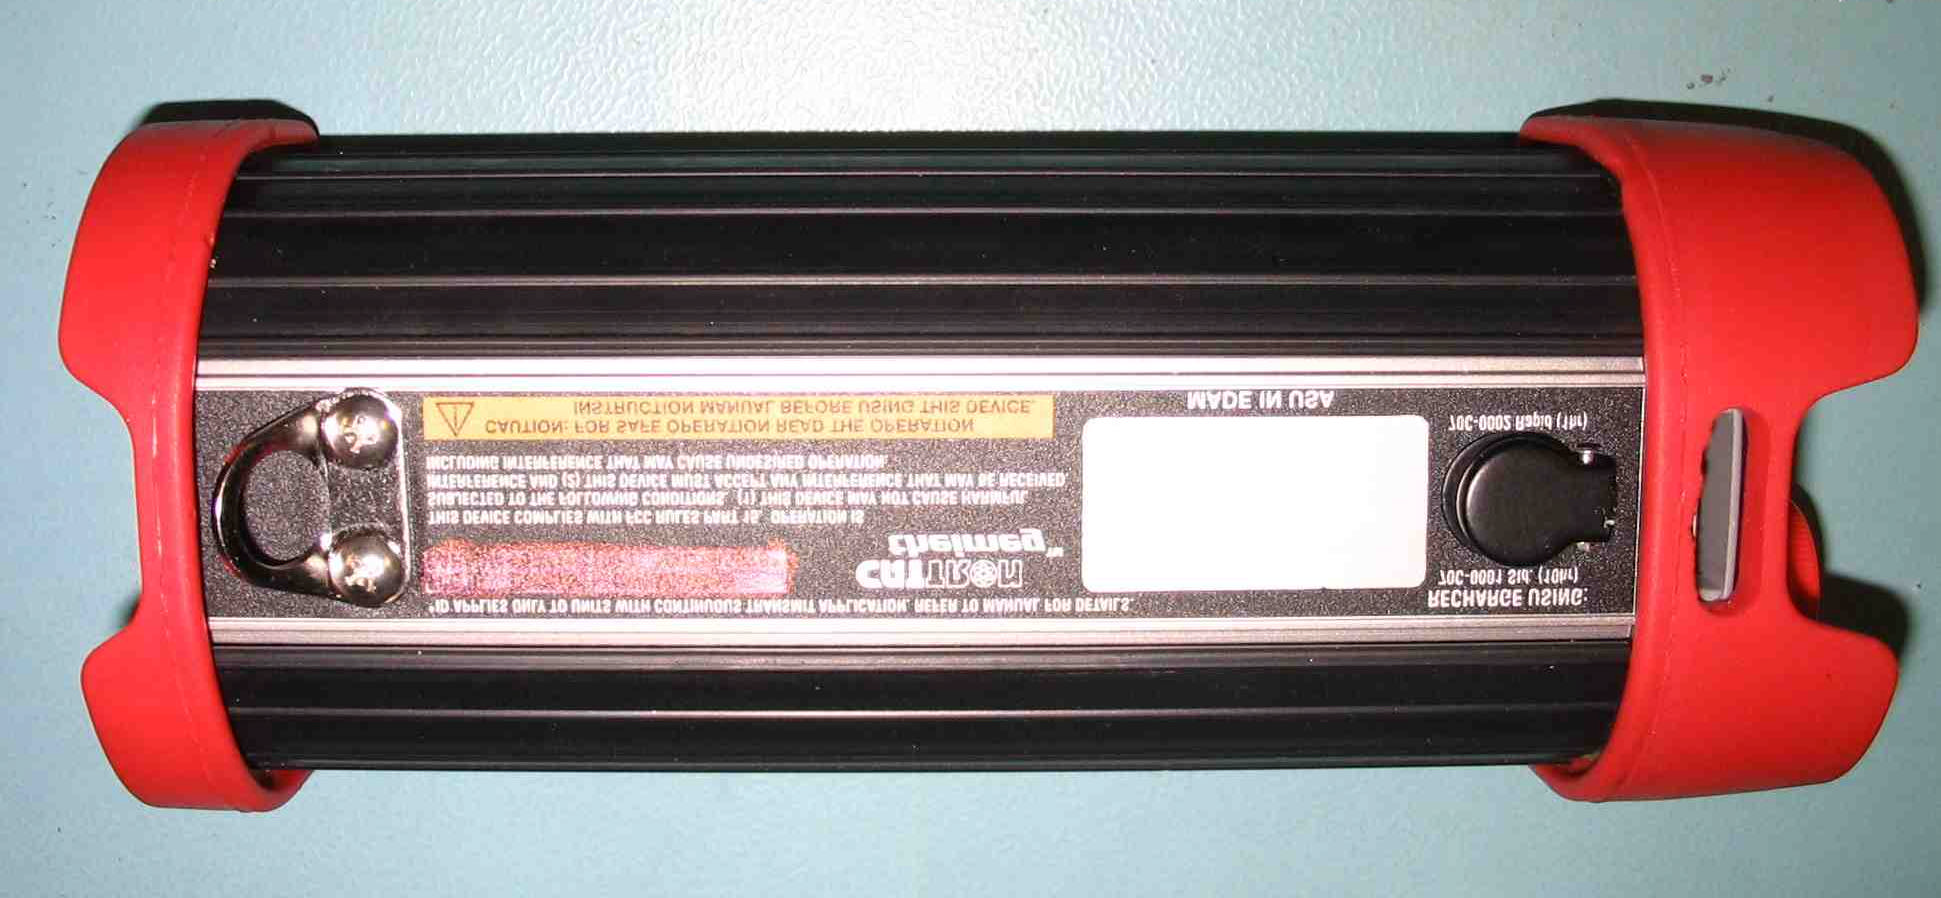 *ID APPLIES ONLY TO UNITS WITH CONTINUOUS TRANSMIT APPLICATION. REFER TO MANUAL FOR DETAILS.
CATTRON
theimeg™
THIS DEVICE COMPLIES WITH FCC RULES PART 15. OPERATION IS
SUBJECTED TO THE FOLLOWING CONDITIONS. (1) THIS DEVICE MAY NOT CAUSE HARMFUL
INTERFERENCE AND (2) THIS DEVICE MUST ACCEPT ANY INTERFERENCE THAT MAY BE RECEIVED
INCLUDING INTERFERENCE THAT MAY CAUSE UNDESIRED OPERATION.
CAUTION: FOR SAFE OPERATION READ THE OPERATION
INSTRUCTION MANUAL BEFORE USING THIS DEVICE.
MADE IN USA
RECHARGE USING:
70C-0001 Std. (10hr)
70C-0002 Rapid (1hr)